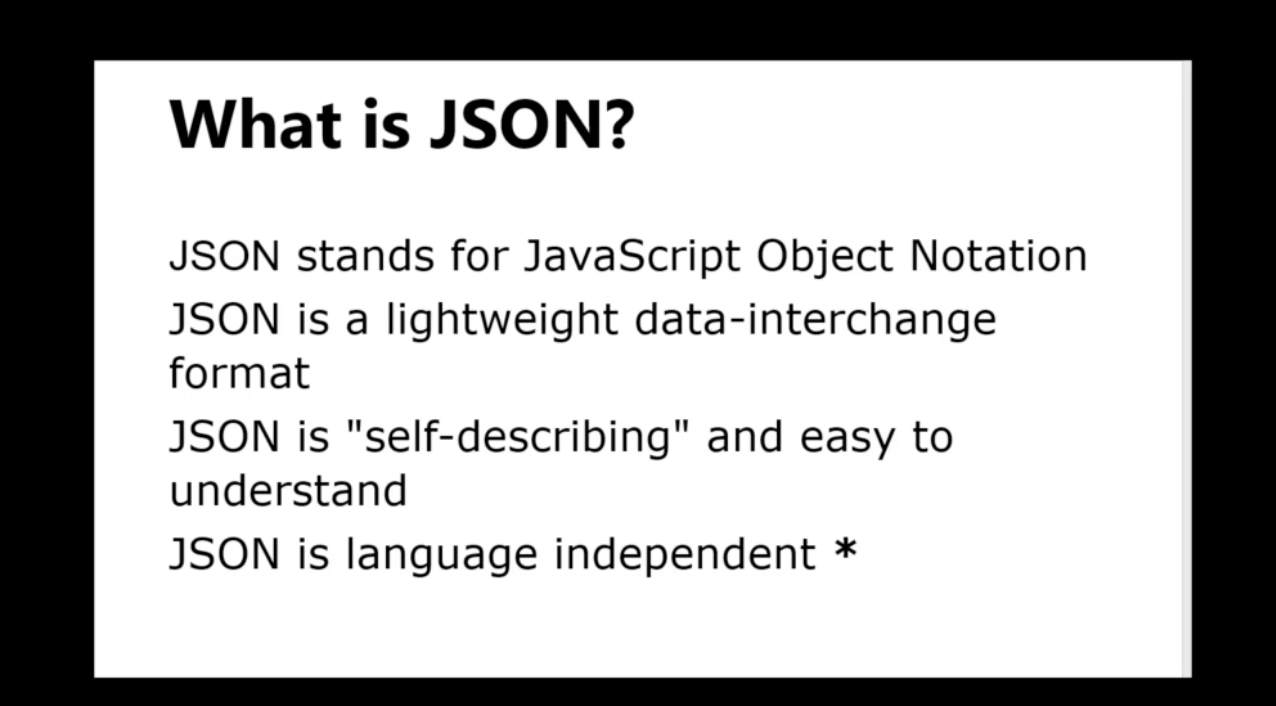 What is JSON?
JSON stands for JavaScript Object Notation
JSON is a lightweight data-interchange
format
JSON is "self-describing" and easy to
understand
JSON is language independent *